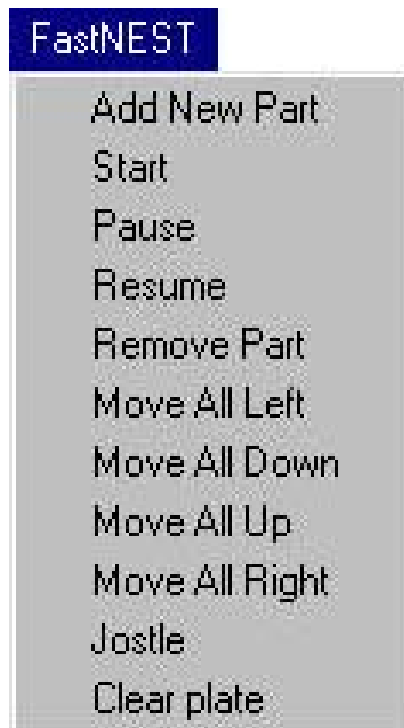 FastNEST
Add New Part
Start
Pause
Resume
Remove Part
Move All Left
Move All Down
Move All Up
Move All Right
Jostle
Clear plate